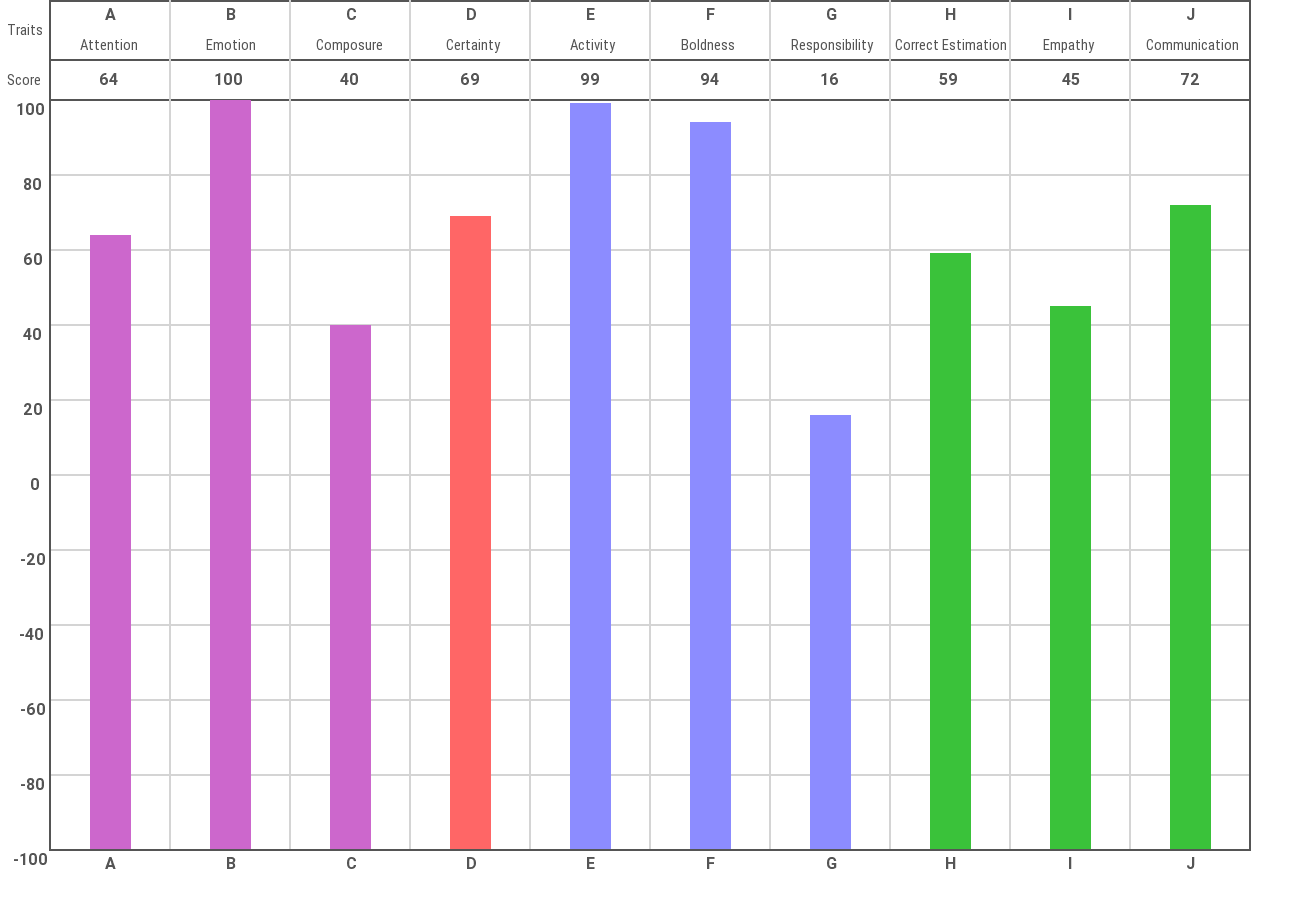 Traits
A B C D E F G H I J
Attention Emotion Composure Certainty Activity Boldness Responsibility Correct Estimation Empathy Communication
Score 64 100 40 69 99 94 16 59 45 72
100
80
60
40
20
0
-20
-40
-60
-80
-100
A B C D E F G H I J